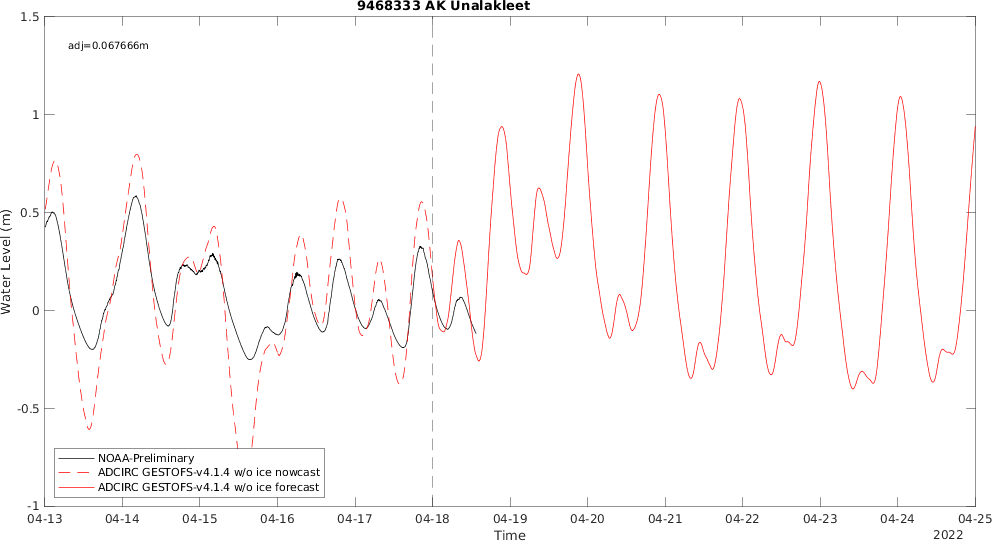 9468333 AK Unalakleet
adj=0.067666m
Water Level (m)
1.5
1
0.5
0
-0.5
-1
NOAA-Preliminary
ADCIRC GESTOFS-v4.1.4 w/o ice nowcast
ADCIRC GESTOFS-v4.1.4 w/o ice forecast
04-13 04-14 04-15 04-16 04-17 04-18 04-19 04-20 04-21 04-22 04-23 04-24 04-25
Time
2022